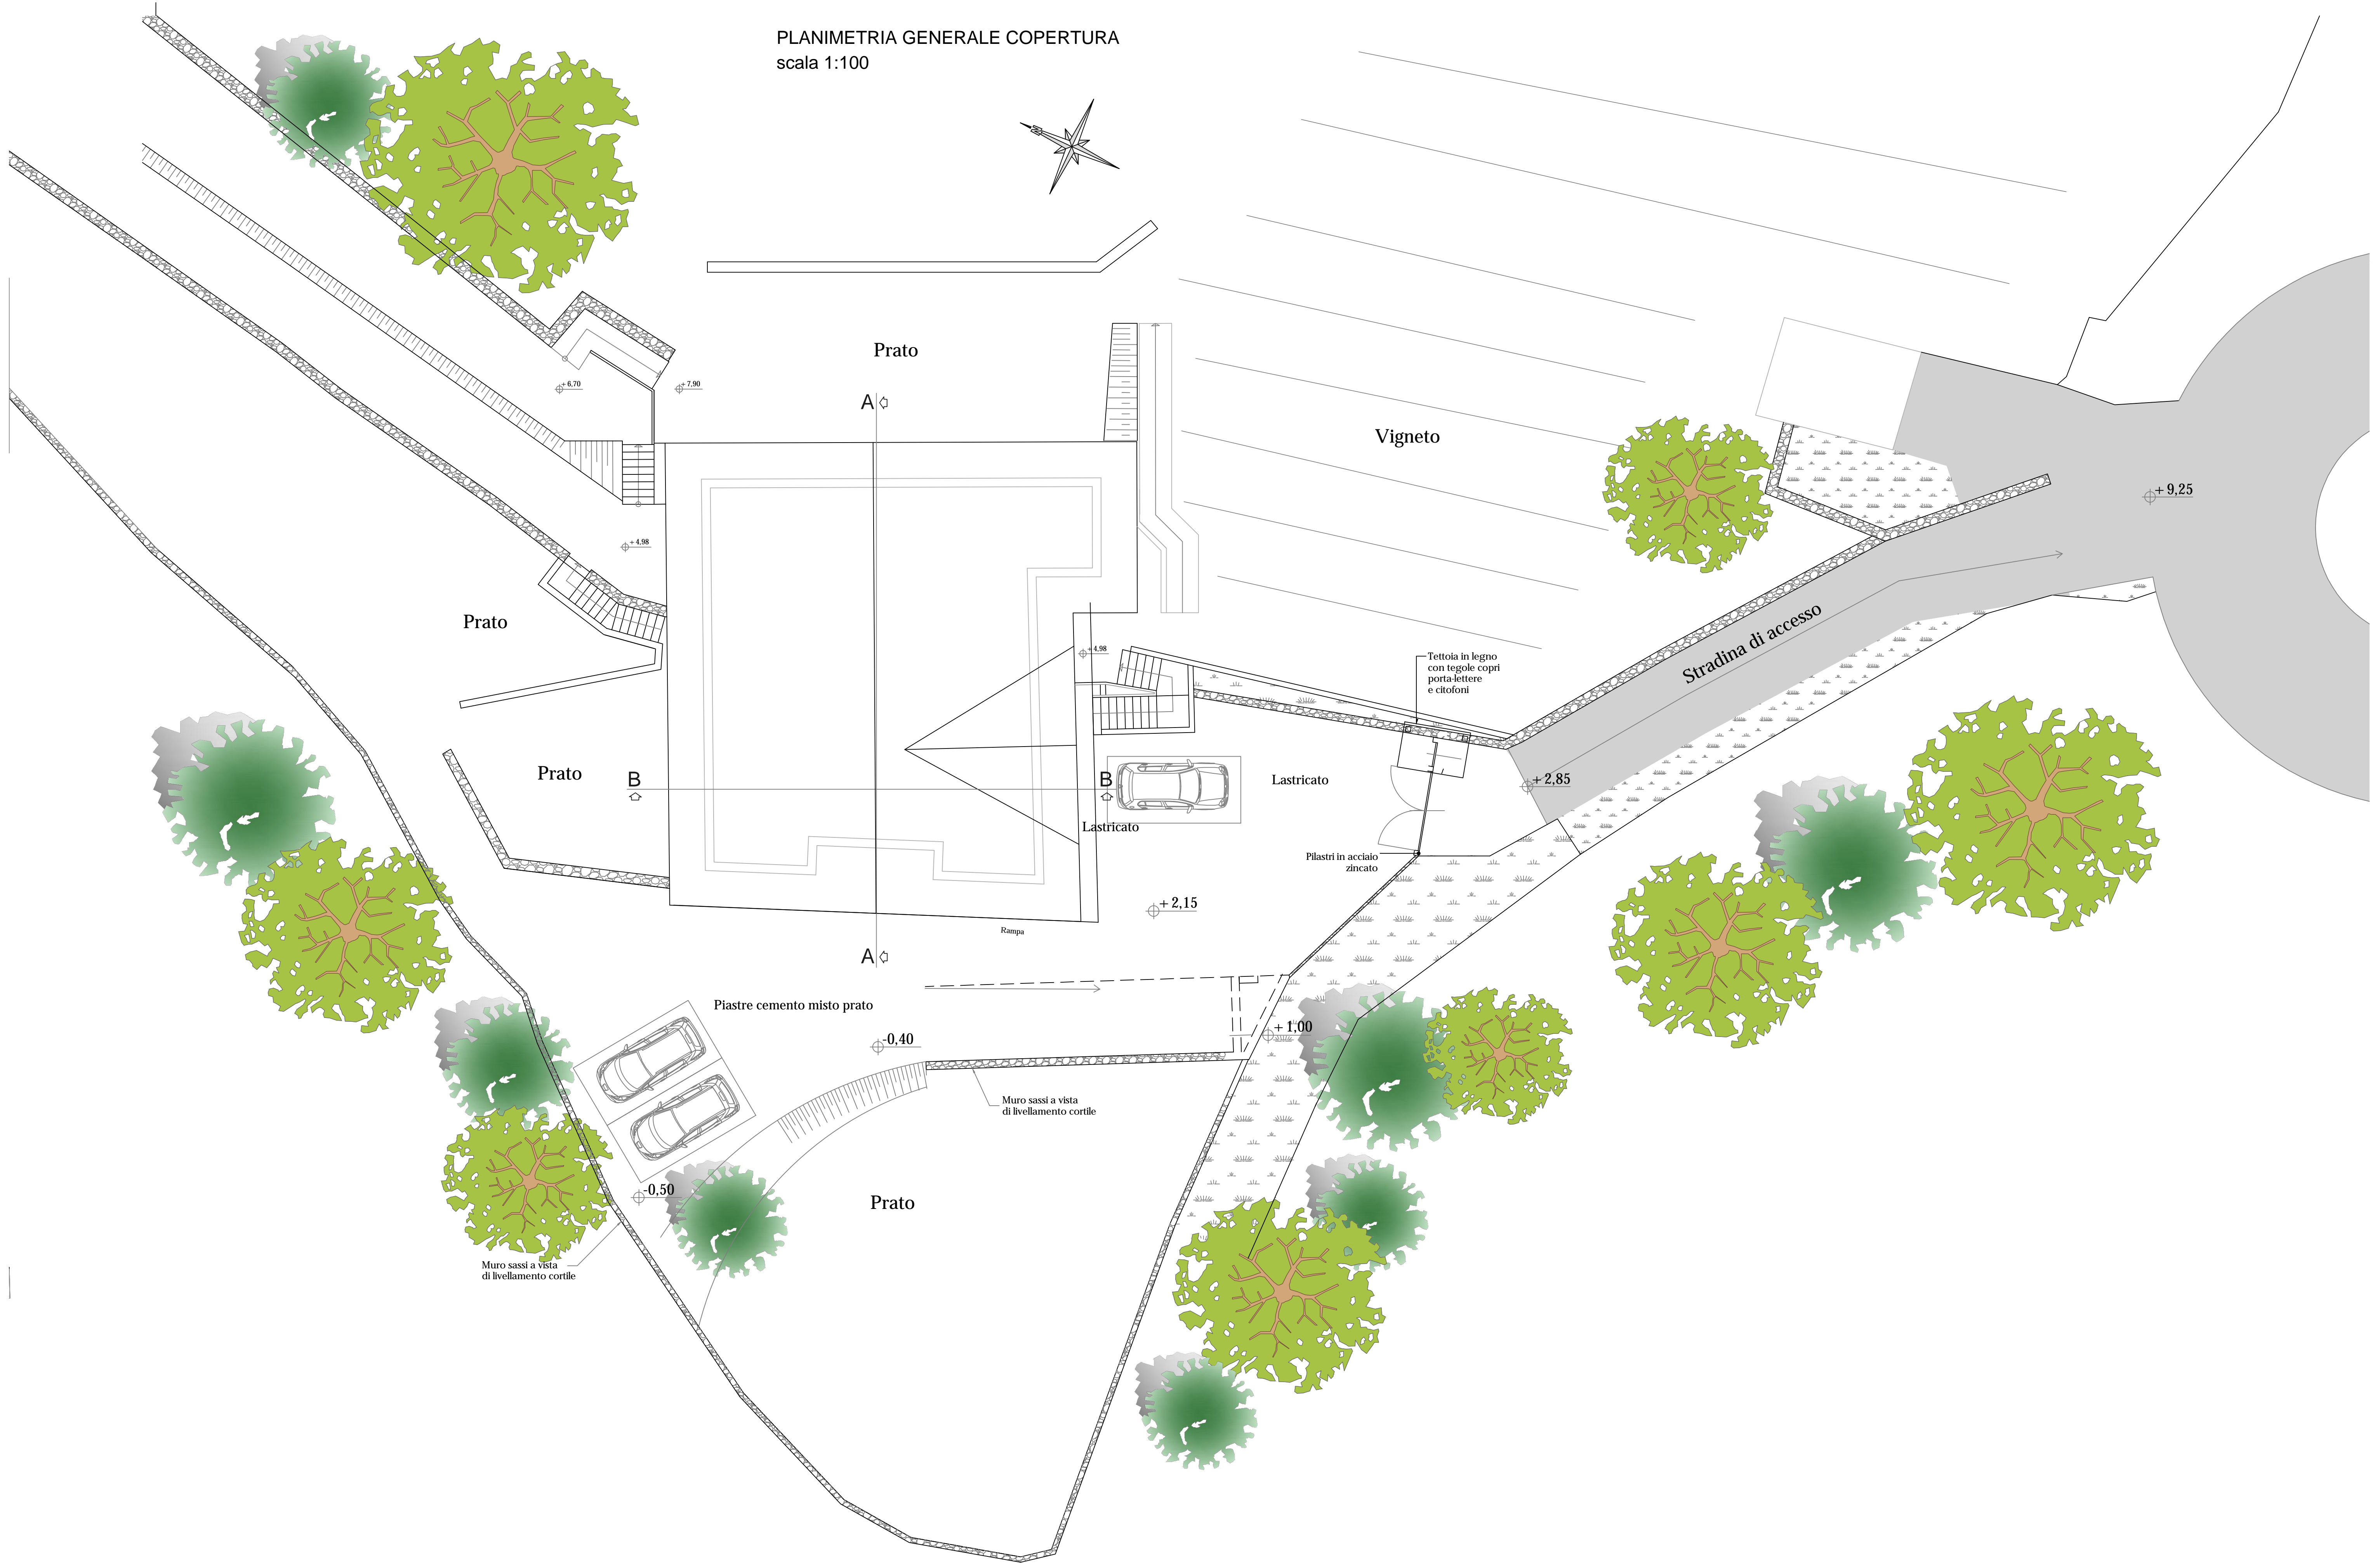 PLANIMETRIA GENERALE COPERTURA
scala 1:100
Prato
+6,70
+7,90
A
Vigneto
+9,25
+4,98
Prato
Stradina di accesso
+4,98
Tettoia in legno
con tegole copri
porta-lettere
e citofoni
Prato
B
B
Lastricato
+2,85
Lastricato
Pilastri in acciaio
zincato
+2,15
Rampa
A
Piastre cemento misto prato
+1,00
-0,40
Muro sassi a vista
di livellamento cortile
-0,50
Prato
Muro sassi a vista
di livellamento cortile